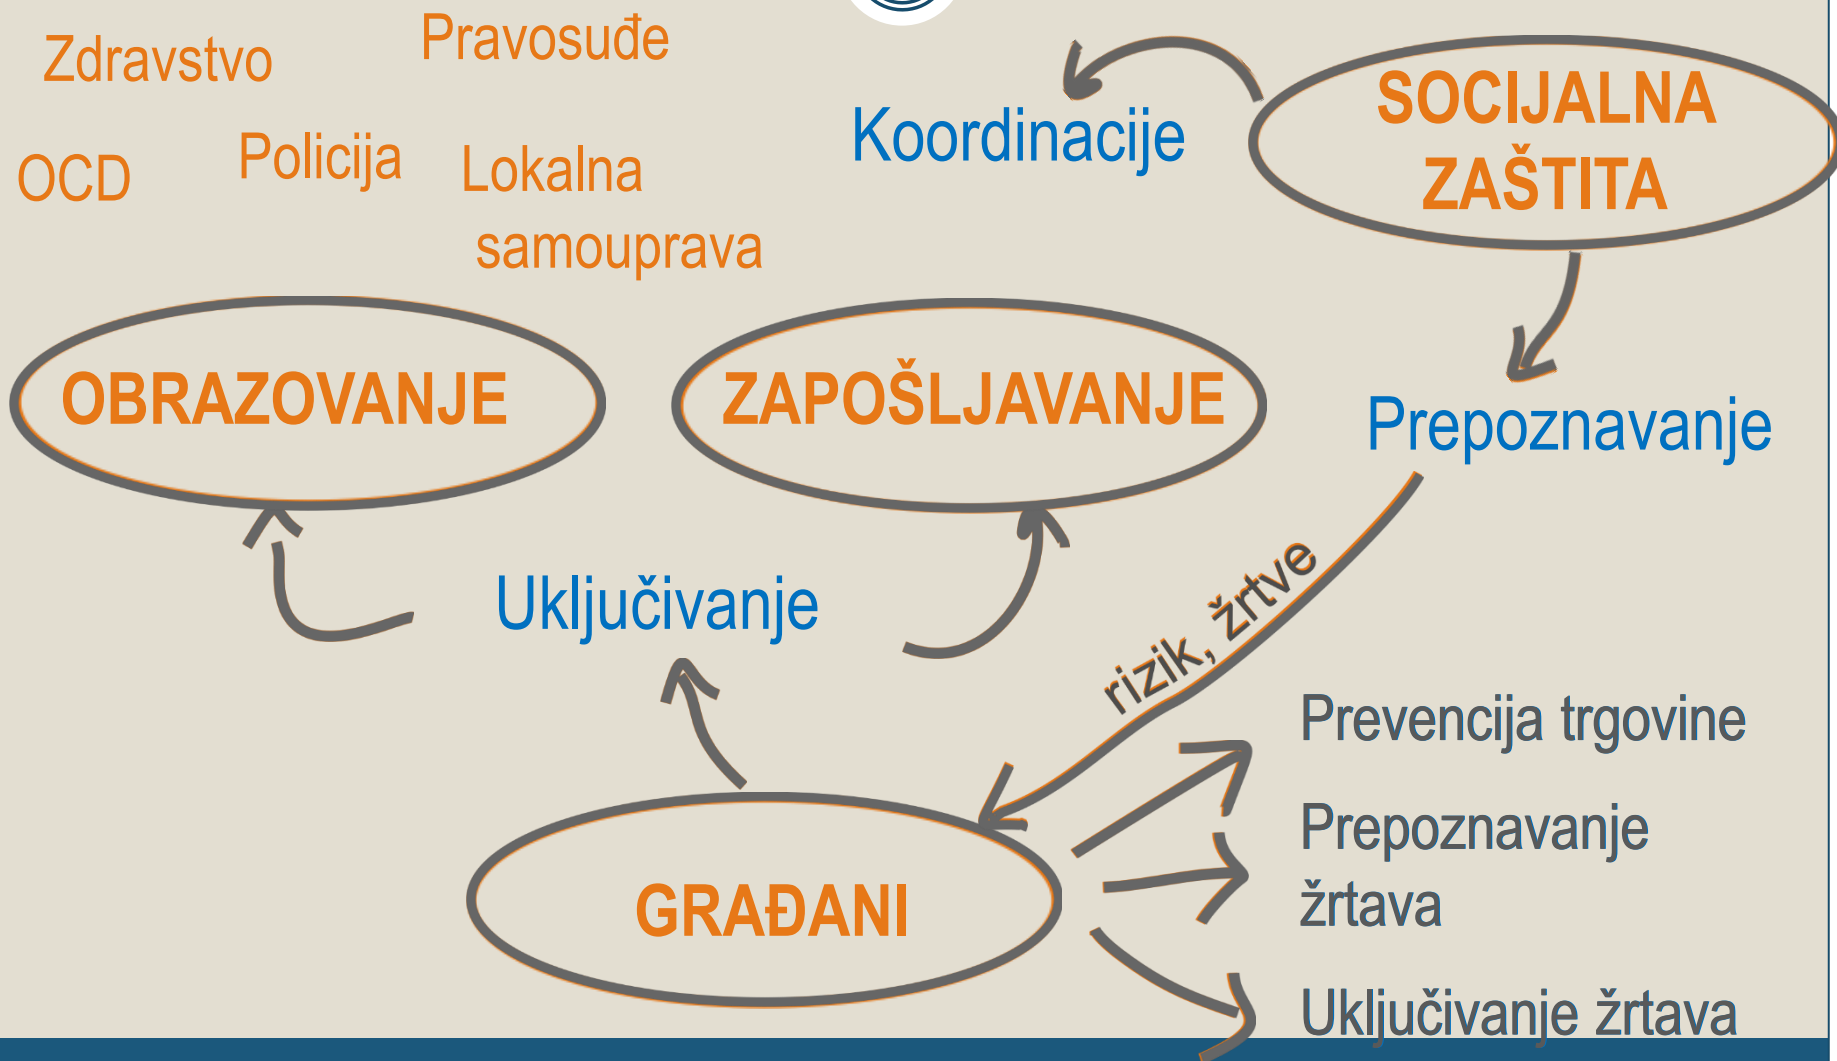 Zdravstvo
Pravosuđe
OCD
Policija
Lokalna
samouprava
Koordinacije
SOCIJALNA
ZAŠTITA
OBRAZOVANJE
ZAPOŠLJAVANJE
Prepoznavanje
Uključivanje
rizik, žrtve
GRAĐANI
Prevencija trgovine
Prepoznavanje
žrtava
Uključivanje žrtava